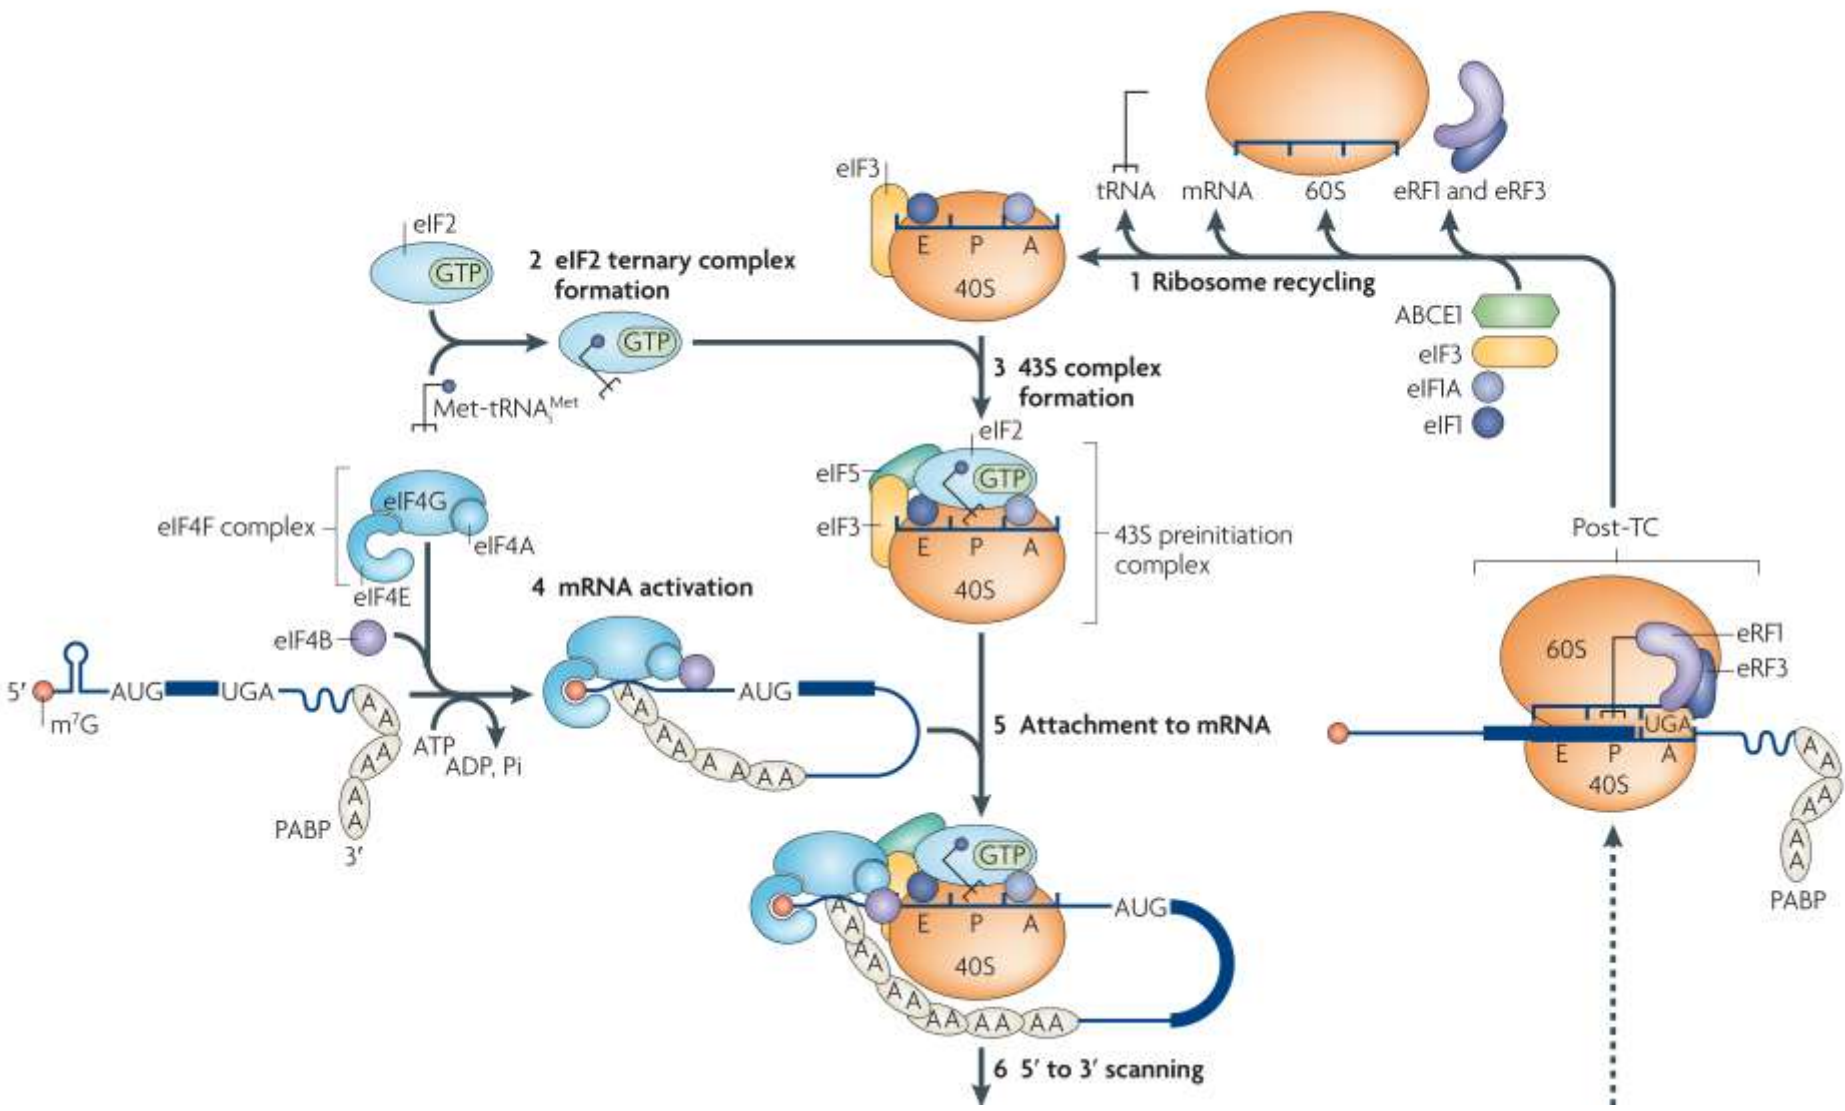 eIF3
tRNA
mRNA
60S
eRF1 and eRF3
E
P
A
40S
1 Ribosome recycling
ABCE1
eIF3
eIF1A
eIF1
eIF2
GTP
2 eIF2 ternary complex
formation
GTP
Met-tRNAiMet
3 43S complex
formation
eIF2
eIF5
GTP
eIF3
E
P
A
40S
43S preinitiation
complex
eIF4F complex
eIF4G
eIF4A
eIF4E
4 mRNA activation
eIF4B
5′
m7G
AUG
UGA
A A
A A
A
A
PABP
3′
ATP
ADP, Pi
A
A
A A
A A
A A
AUG
5 Attachment to mRNA
GTP
E
P
A
40S
AUG
A
A
A A
A A
A A
A A
A A
6 5′ to 3′ scanning
Post-TC
60S
eRF1
eRF3
UGA
E
P
A
40S
A A
A A
A
A
PABP